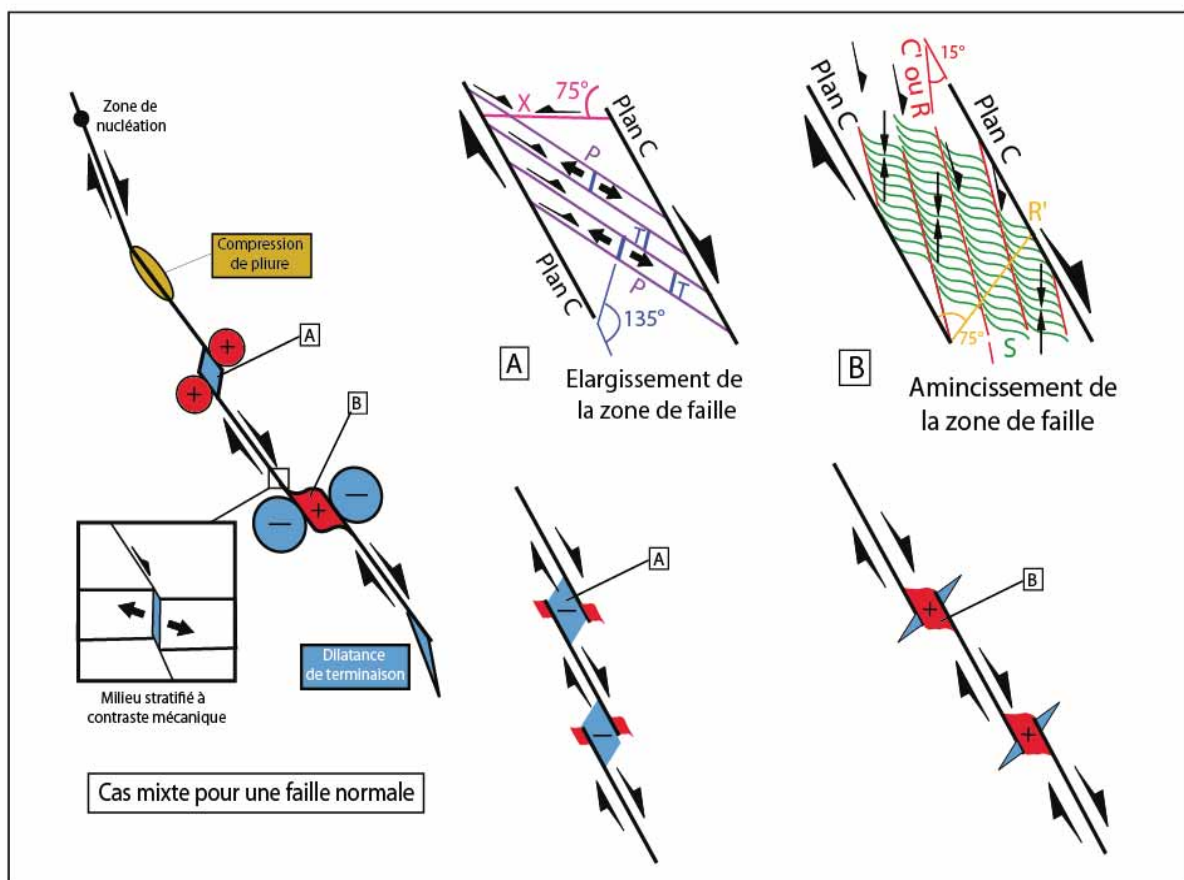 Zone de
nucléation
Compression
de pliure
A
+
+
B
−
+
−
Milieu stratifié à
contraste mécanique
Dilatance
de terminaison
Cas mixte pour une faille normale
75°
X
Plan C
P
T
P
T
Plan C
135°
A
Elargissement de
la zone de faille
C' ou R
15°
Plan C
Plan C
R'
75°
S
B
Amincissement de
la zone de faille
A
−
−
B
+
+